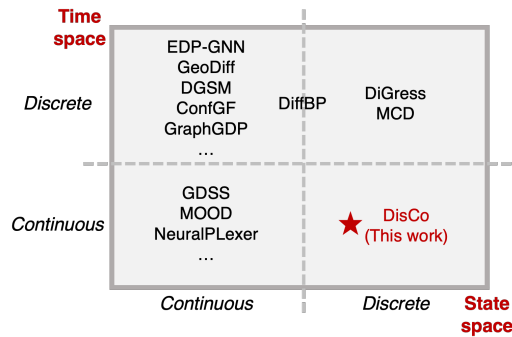 Time
space
Discrete
EDP-GNN
GeoDiff
DGSM
ConfGF
GraphGDP
...
DiffBP
DiGress
MCD
Continuous
GDSS
MOOD
NeuralPLexer
...
DisCo
(This work)
Continuous
Discrete
State
space